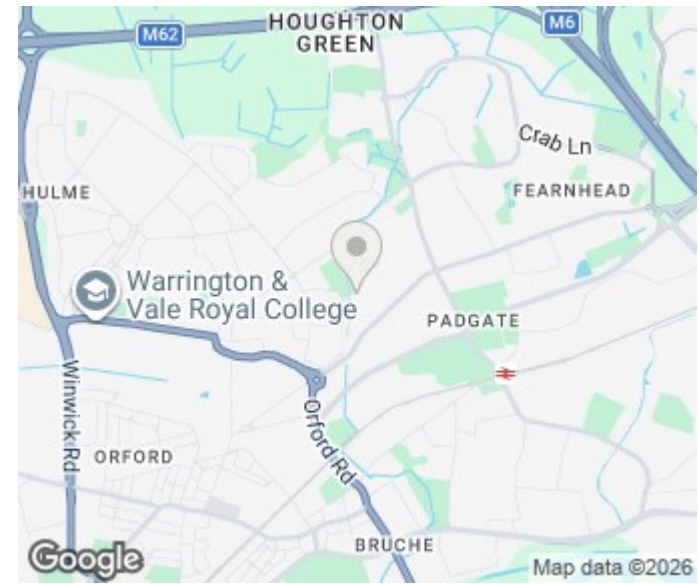 HOUGHTON
GREEN
M62
M6
Crab Ln
HULME
FEARNHEAD
Warrington &
Vale Royal College
PADGATE
Winwick Rd
Orford Rd
ORFORD
BRUCHE
Google
Map data ©2026